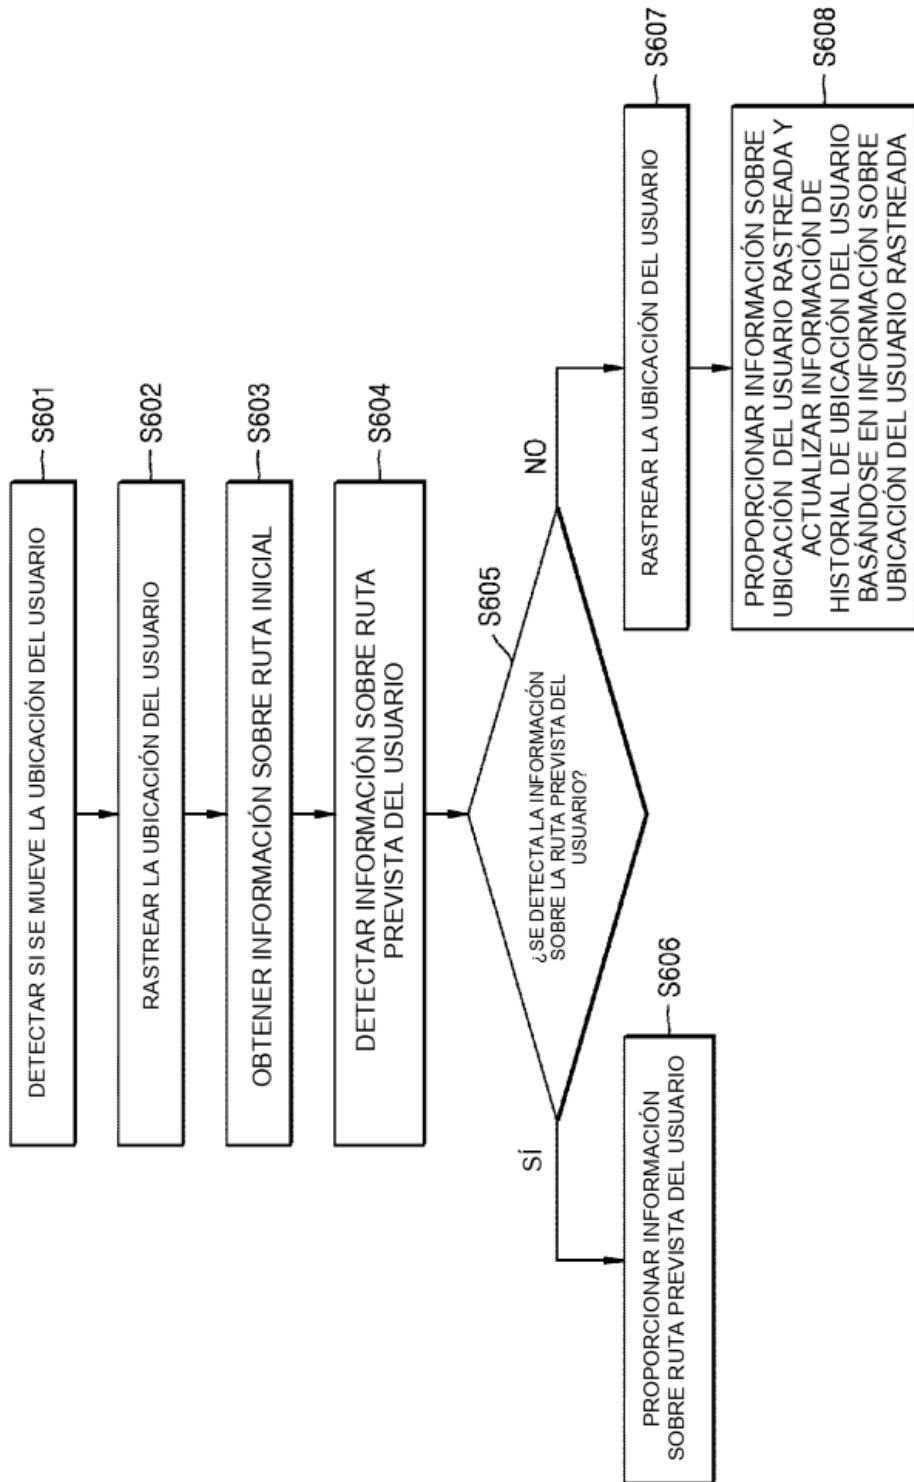 DETECTAR SI SE MUEVE LA UBICACIÓN DEL USUARIO
S601
RASTREAR LA UBICACIÓN DEL USUARIO
S602
OBTENER INFORMACIÓN SOBRE RUTA INICIAL
S603
DETECTAR INFORMACIÓN SOBRE RUTA
PREVISTA DEL USUARIO
S604
¿SE DETECTA LA INFORMACIÓN
SOBRE LA RUTA PREVISTA DEL
USUARIO?
S605
SÍ
NO
PROPORCIONAR INFORMACIÓN
SOBRE RUTA PREVISTA DEL USUARIO
S606
RASTREAR LA UBICACIÓN DEL USUARIO
S607
PROPORCIONAR INFORMACIÓN SOBRE
UBICACIÓN DEL USUARIO RASTREADA Y
ACTUALIZAR INFORMACIÓN DE
HISTORIAL DE UBICACIÓN DEL USUARIO
BASÁNDOSE EN INFORMACIÓN SOBRE
UBICACIÓN DEL USUARIO RASTREADA
S608